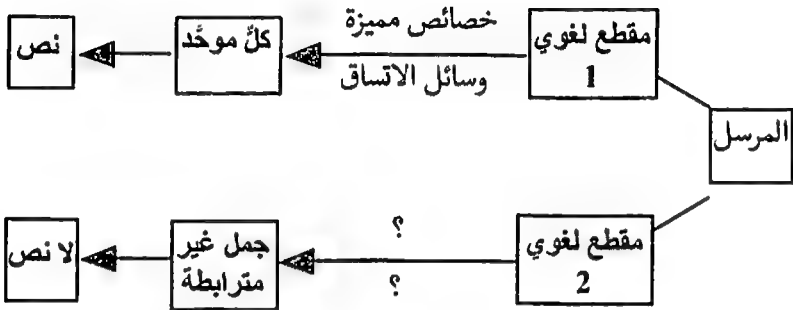 المرسل
مقطع لغوي
1
خصائص مميزة
وسائل الاتساق
كلٌّ موحَّد
نص
مقطع لغوي
2
؟
؟
جمل غير
مترابطة
لا نص